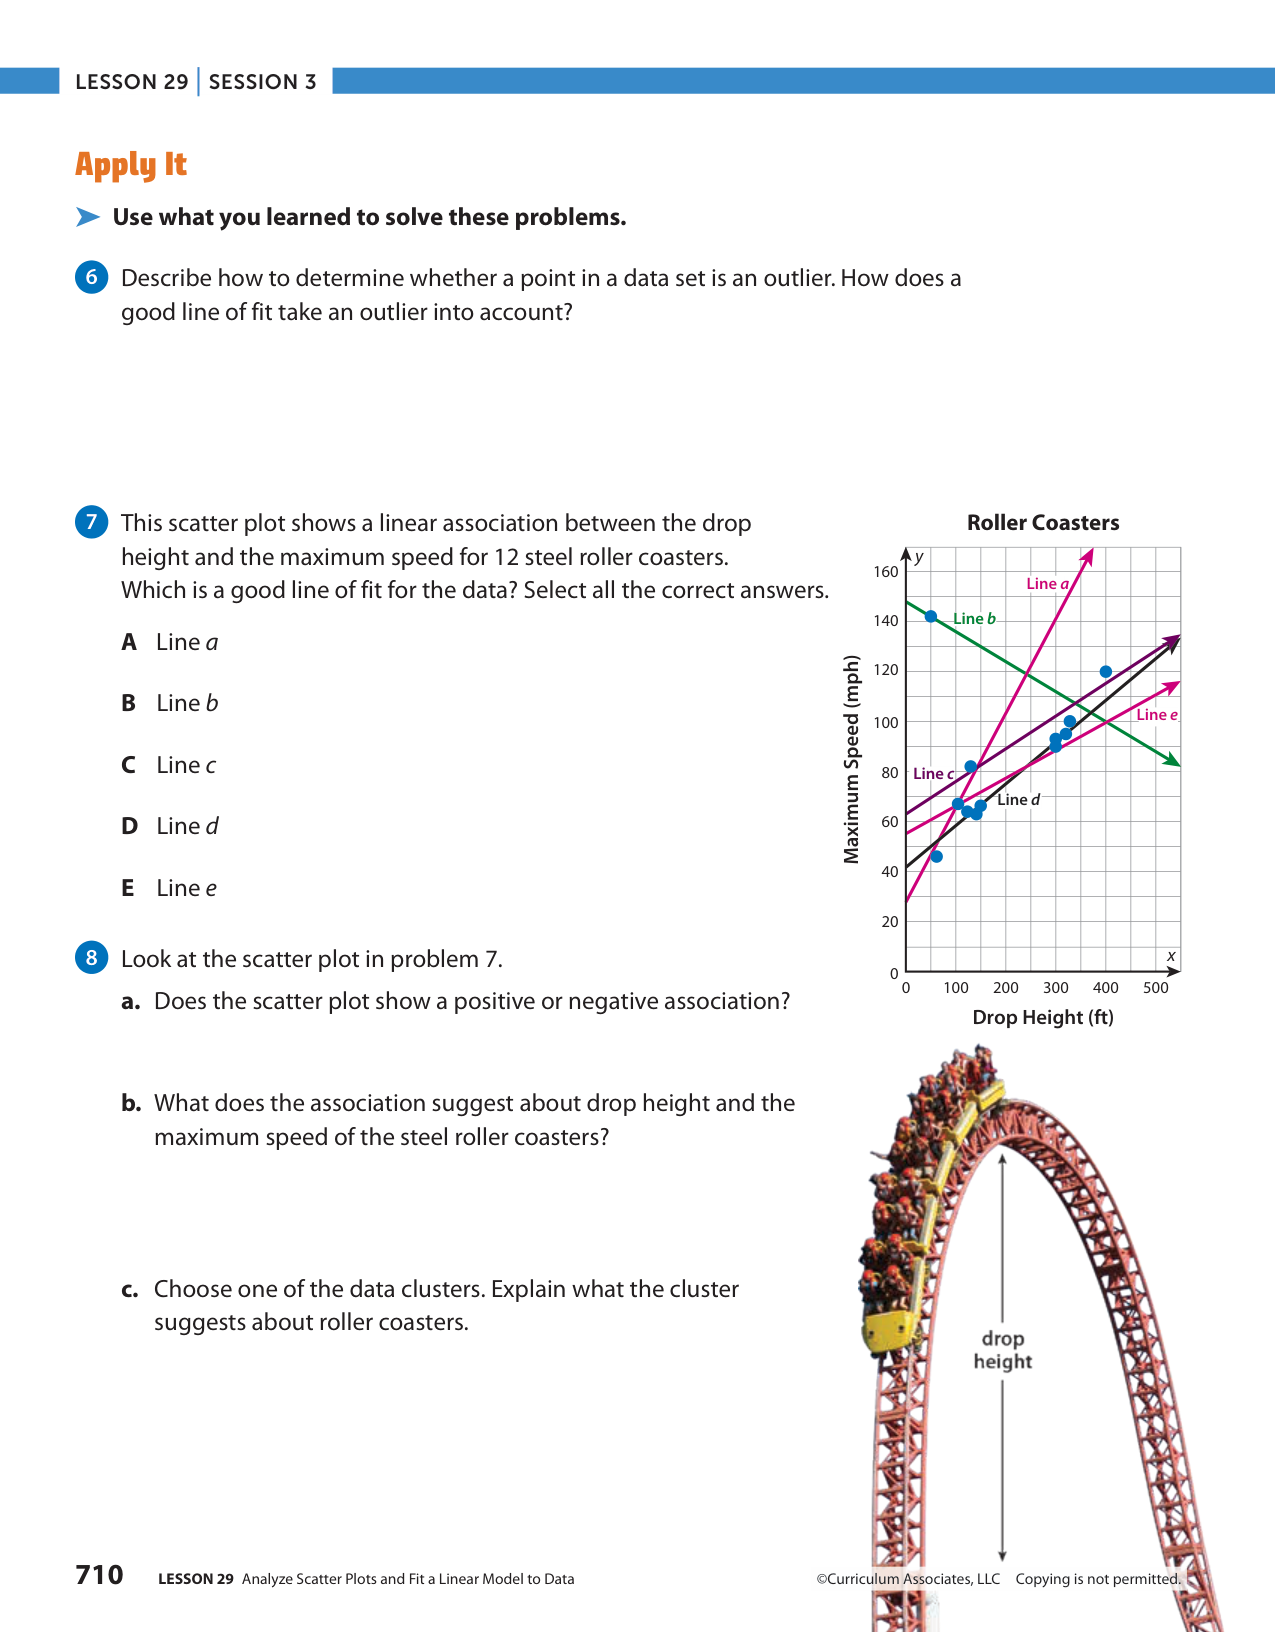 LESSON 29 | SESSION 3
Apply It
Use what you learned to solve these problems.
6 Describe how to determine whether a point in a data set is an outlier. How does a
good line of fit take an outlier into account?
7 This scatter plot shows a linear association between the drop
height and the maximum speed for 12 steel roller coasters.
Which is a good line of fit for the data? Select all the correct answers.
A Line a
B Line b
C Line c
D Line d
E Line e
Roller Coasters
y
160
140
120
100
80
60
40
20
0
Maximum Speed (mph)
Line a
Line b
Line e
Line c
Line d
x
0 100 200 300 400 500
Drop Height (ft)
8 Look at the scatter plot in problem 7.
a. Does the scatter plot show a positive or negative association?
b. What does the association suggest about drop height and the
maximum speed of the steel roller coasters?
c. Choose one of the data clusters. Explain what the cluster
suggests about roller coasters.
drop
height
710 LESSON 29 Analyze Scatter Plots and Fit a Linear Model to Data
©Curriculum Associates, LLC Copying is not permitted.